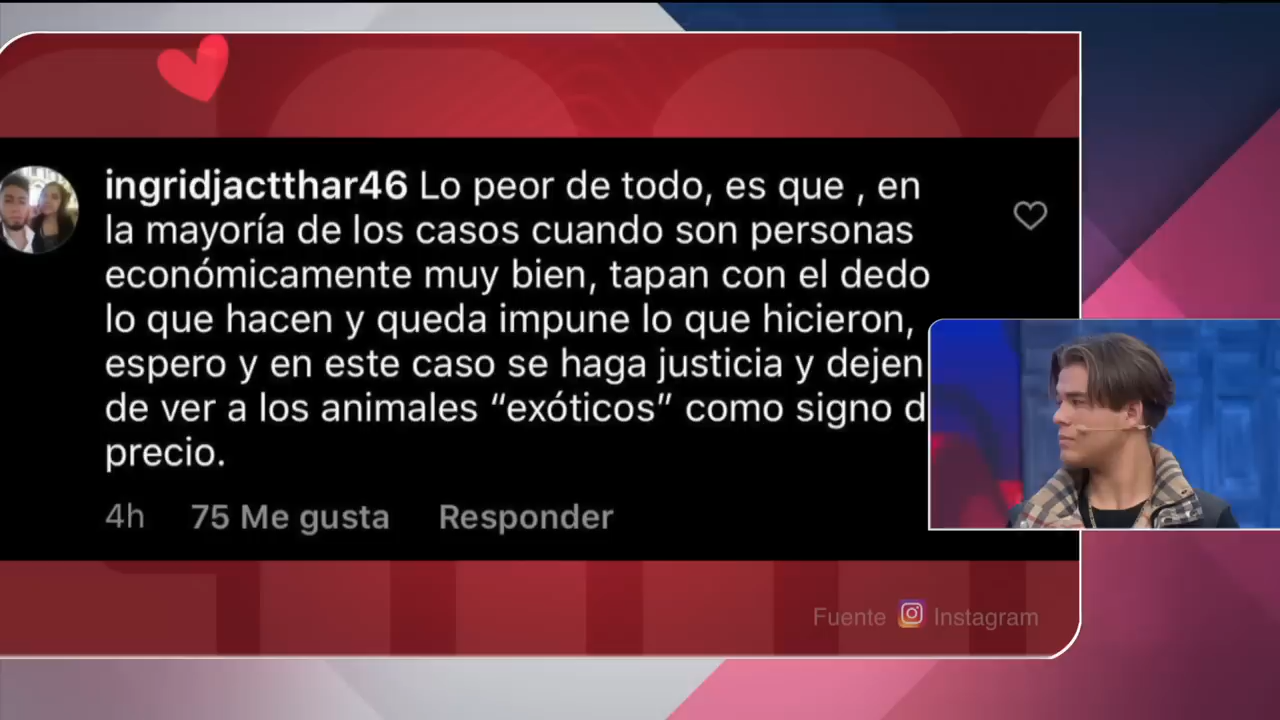 ingridjactthar46 Lo peor de todo, es que , en
la mayoría de los casos cuando son personas
económicamente muy bien, tapan con el dedo
lo que hacen y queda impune lo que hicieron,
espero y en este caso se haga justicia y dejen
de ver a los animales “exóticos” como signo
precio.
4h 75 Me gusta Responder
Fuente Instagram